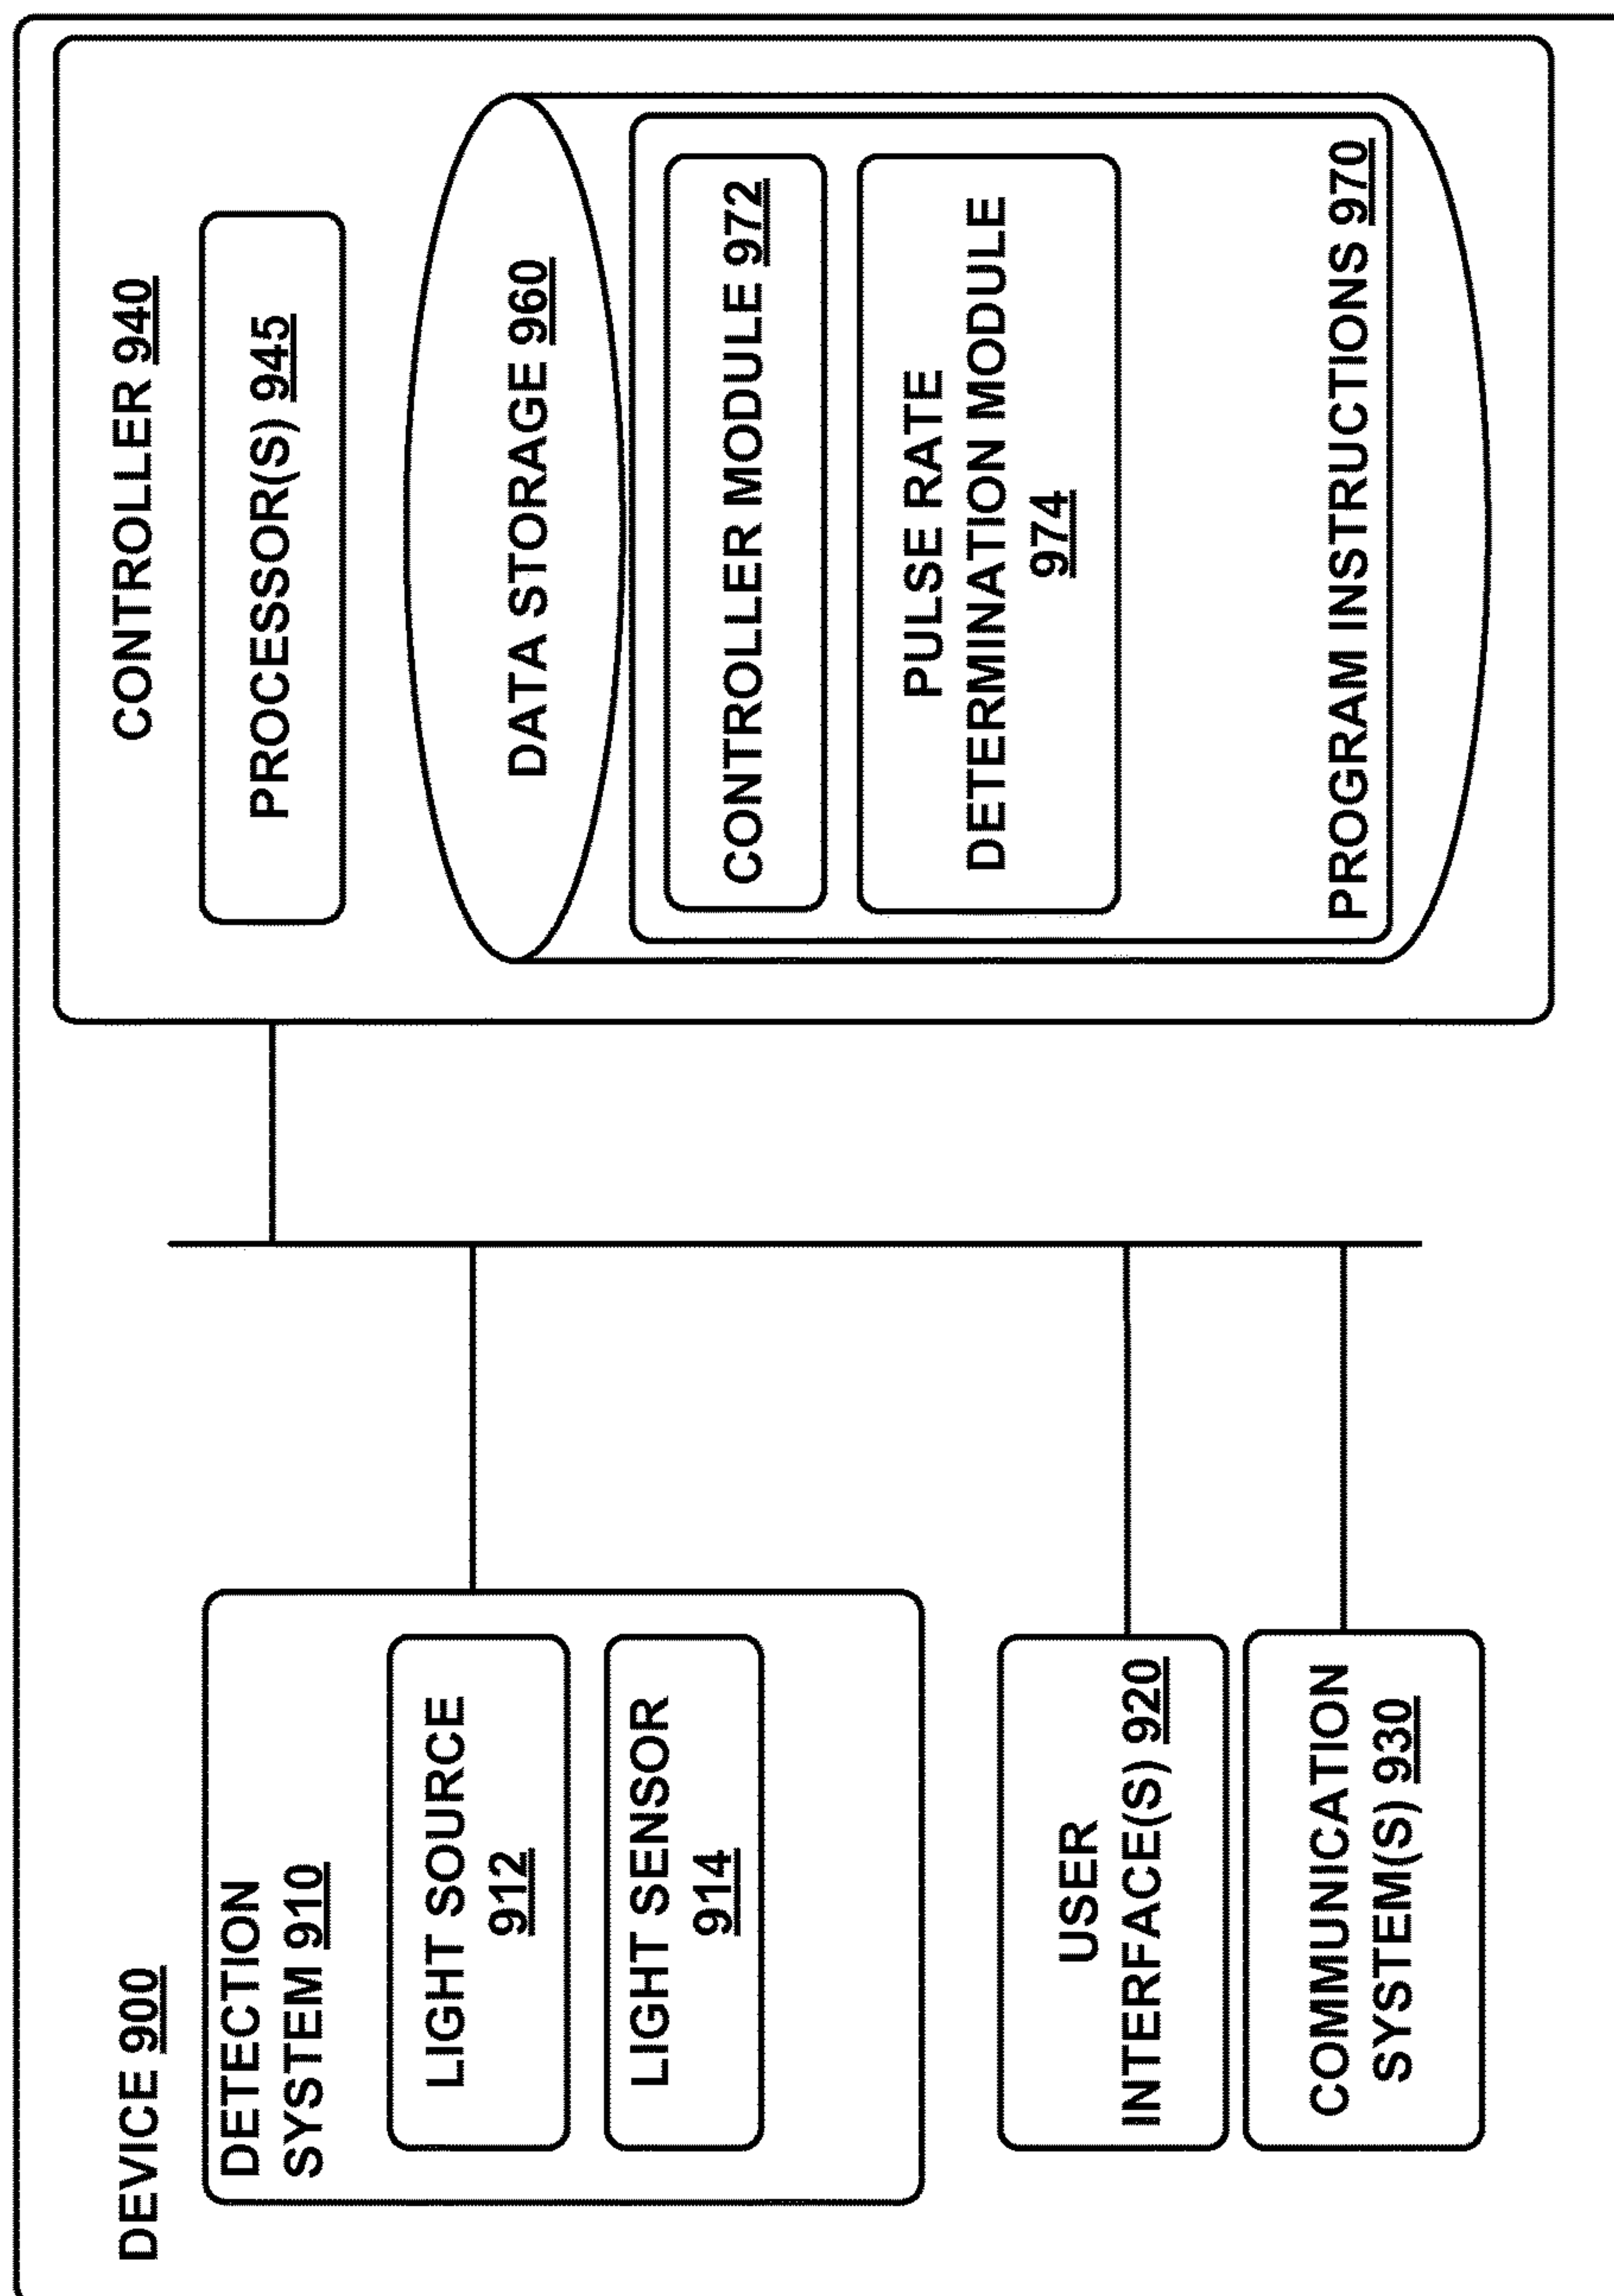 DEVICE 900
DETECTION
SYSTEM 910
LIGHT SOURCE
912
LIGHT SENSOR
914
USER
INTERFACE(S) 920
COMMUNICATION
SYSTEM(S) 930
CONTROLLER 940
PROCESSOR(S) 945
DATA STORAGE 960
CONTROLLER MODULE 972
PULSE RATE
DETERMINATION MODULE
974
PROGRAM INSTRUCTIONS 970